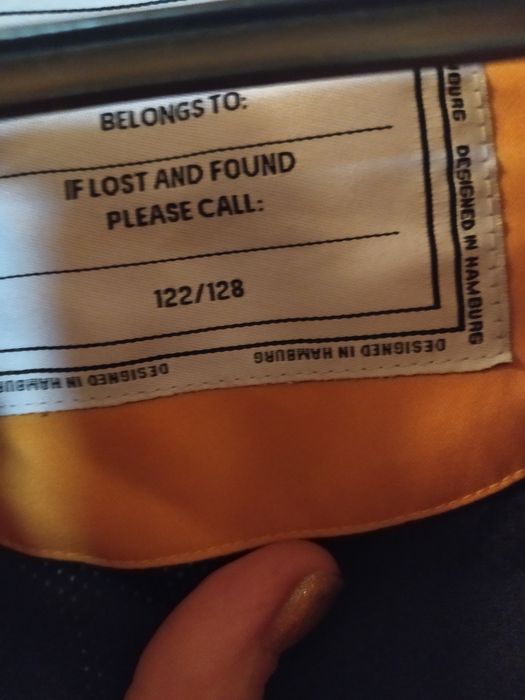 BELONGS TO:
IF LOST AND FOUND
PLEASE CALL:
122/128
DESIGNED IN HAMBURG
DESIGNED IN HAMBURG
DESIGNED IN HAMBURG